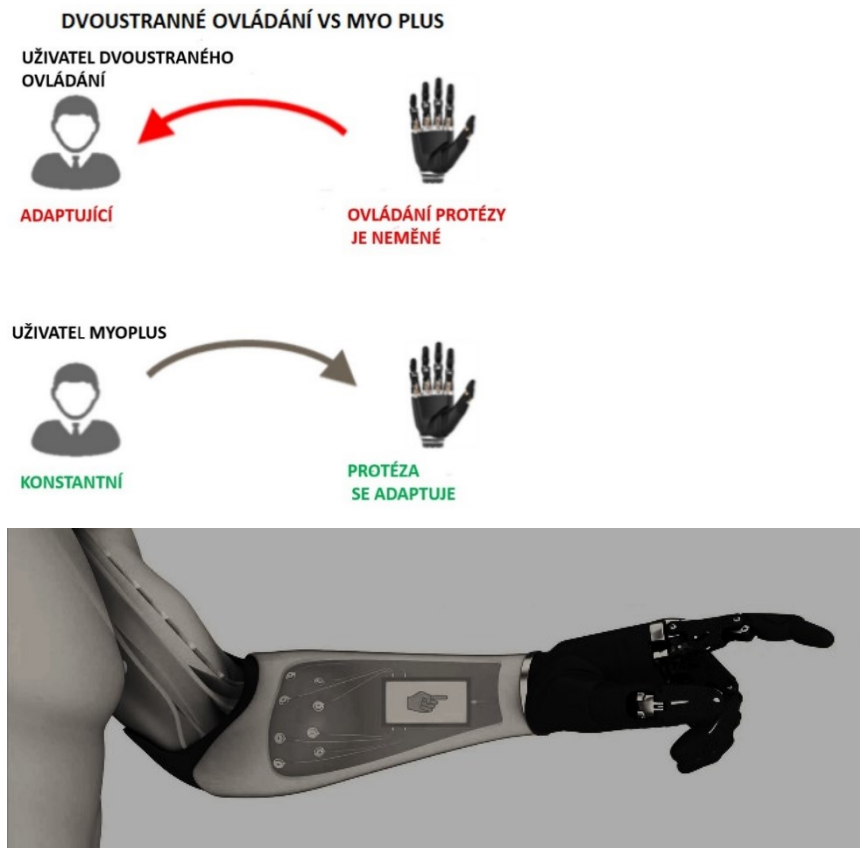 DVOUSTRANNÉ OVLÁDÁNÍ VS MYO PLUS
UŽIVATEL DVOUSTRANÉHO
OVLÁDÁNÍ
ADAPTUJÍCÍ
OVLÁDÁNÍ PROTÉZY
JE NEMĚNÉ
UŽIVATEL MYOPLUS
KONSTANTNÍ
PROTÉZA
SE ADAPTUJE